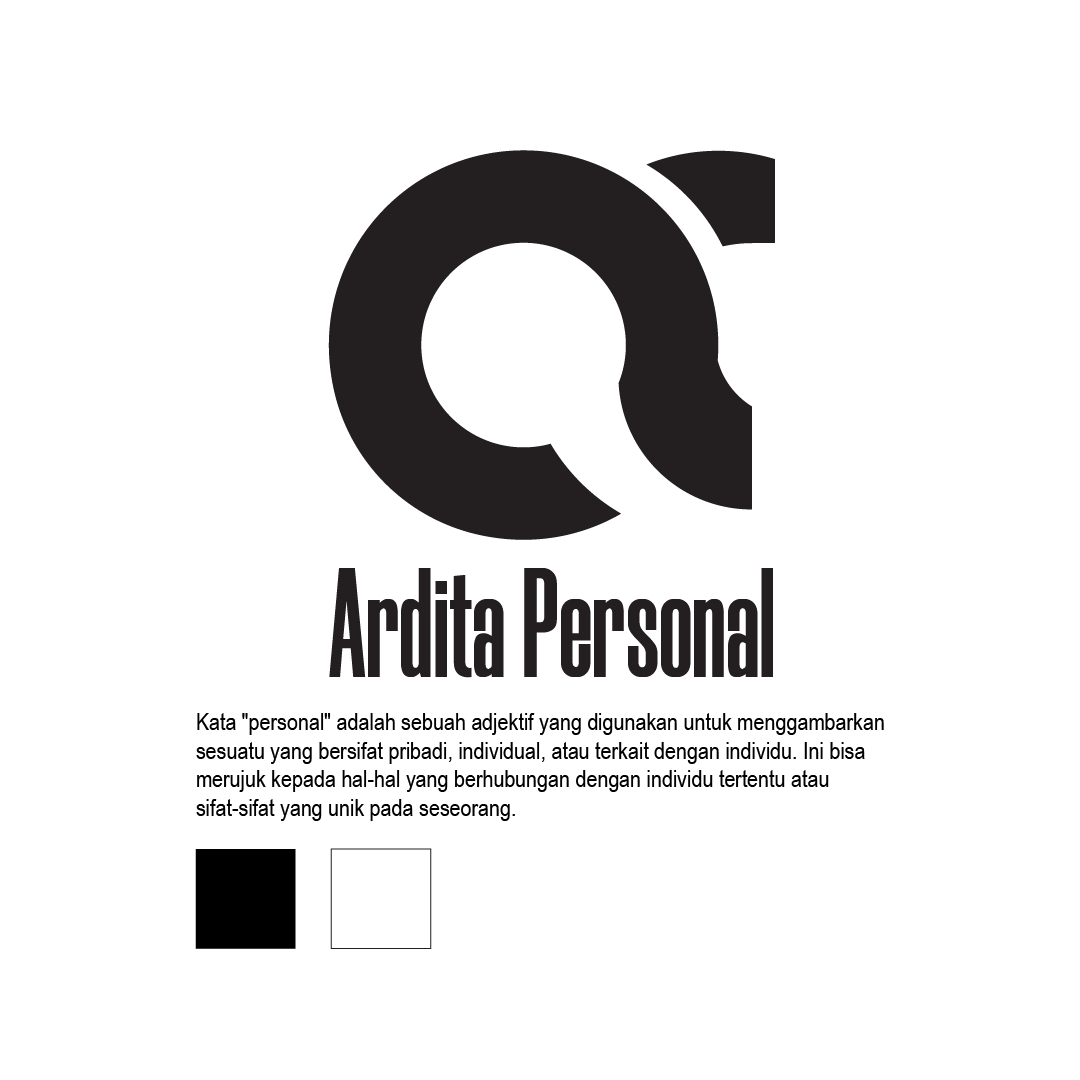 Ardita Personal
Kata "personal" adalah sebuah adjektif yang digunakan untuk menggambarkan
sesuatu yang bersifat pribadi, individual, atau terkait dengan individu. Ini bisa
merujuk kepada hal-hal yang berhubungan dengan individu tertentu atau
sifat-sifat yang unik pada seseorang.